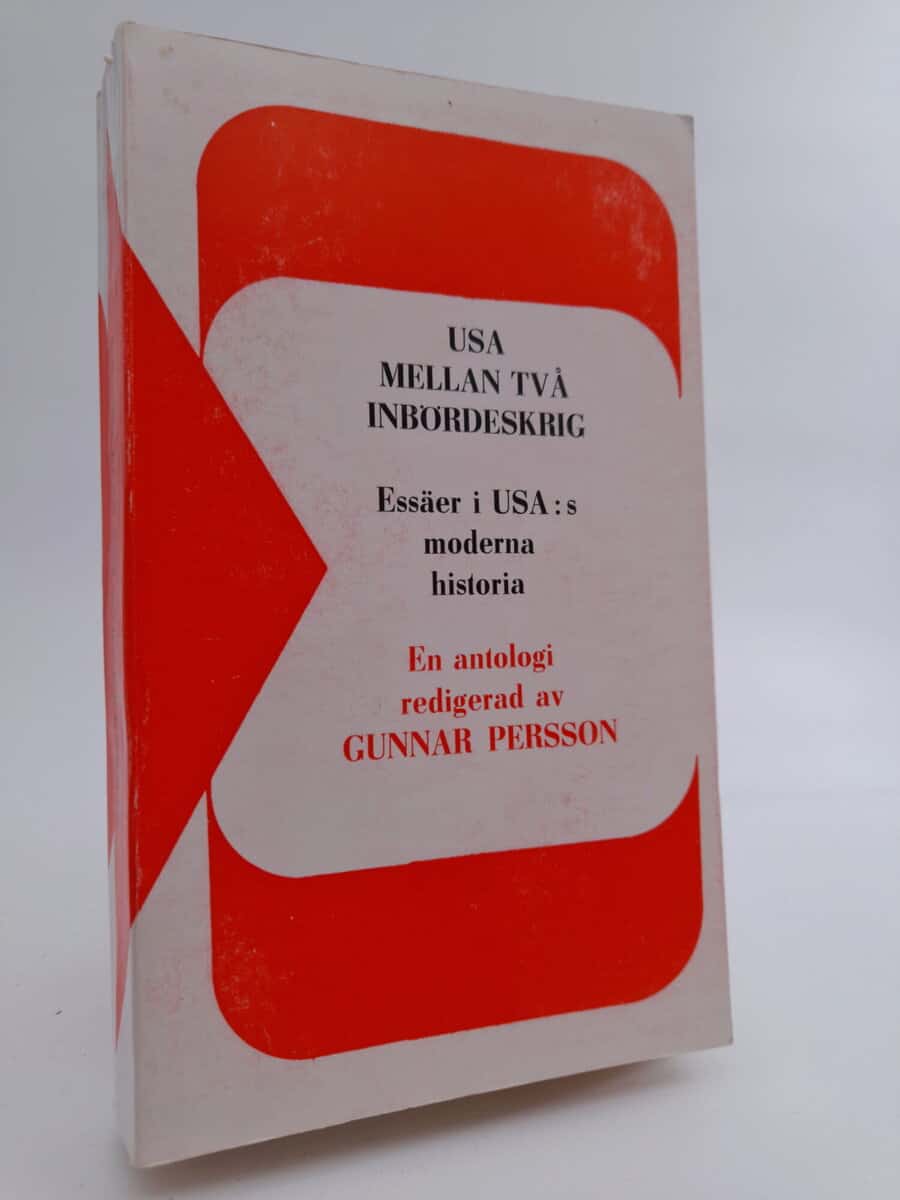 USA
MELLAN TVÅ
INBÖRDESKRIG
Essäer i USA:s
moderna
historia
En antologi
redigerad av
GUNNAR PERSSON